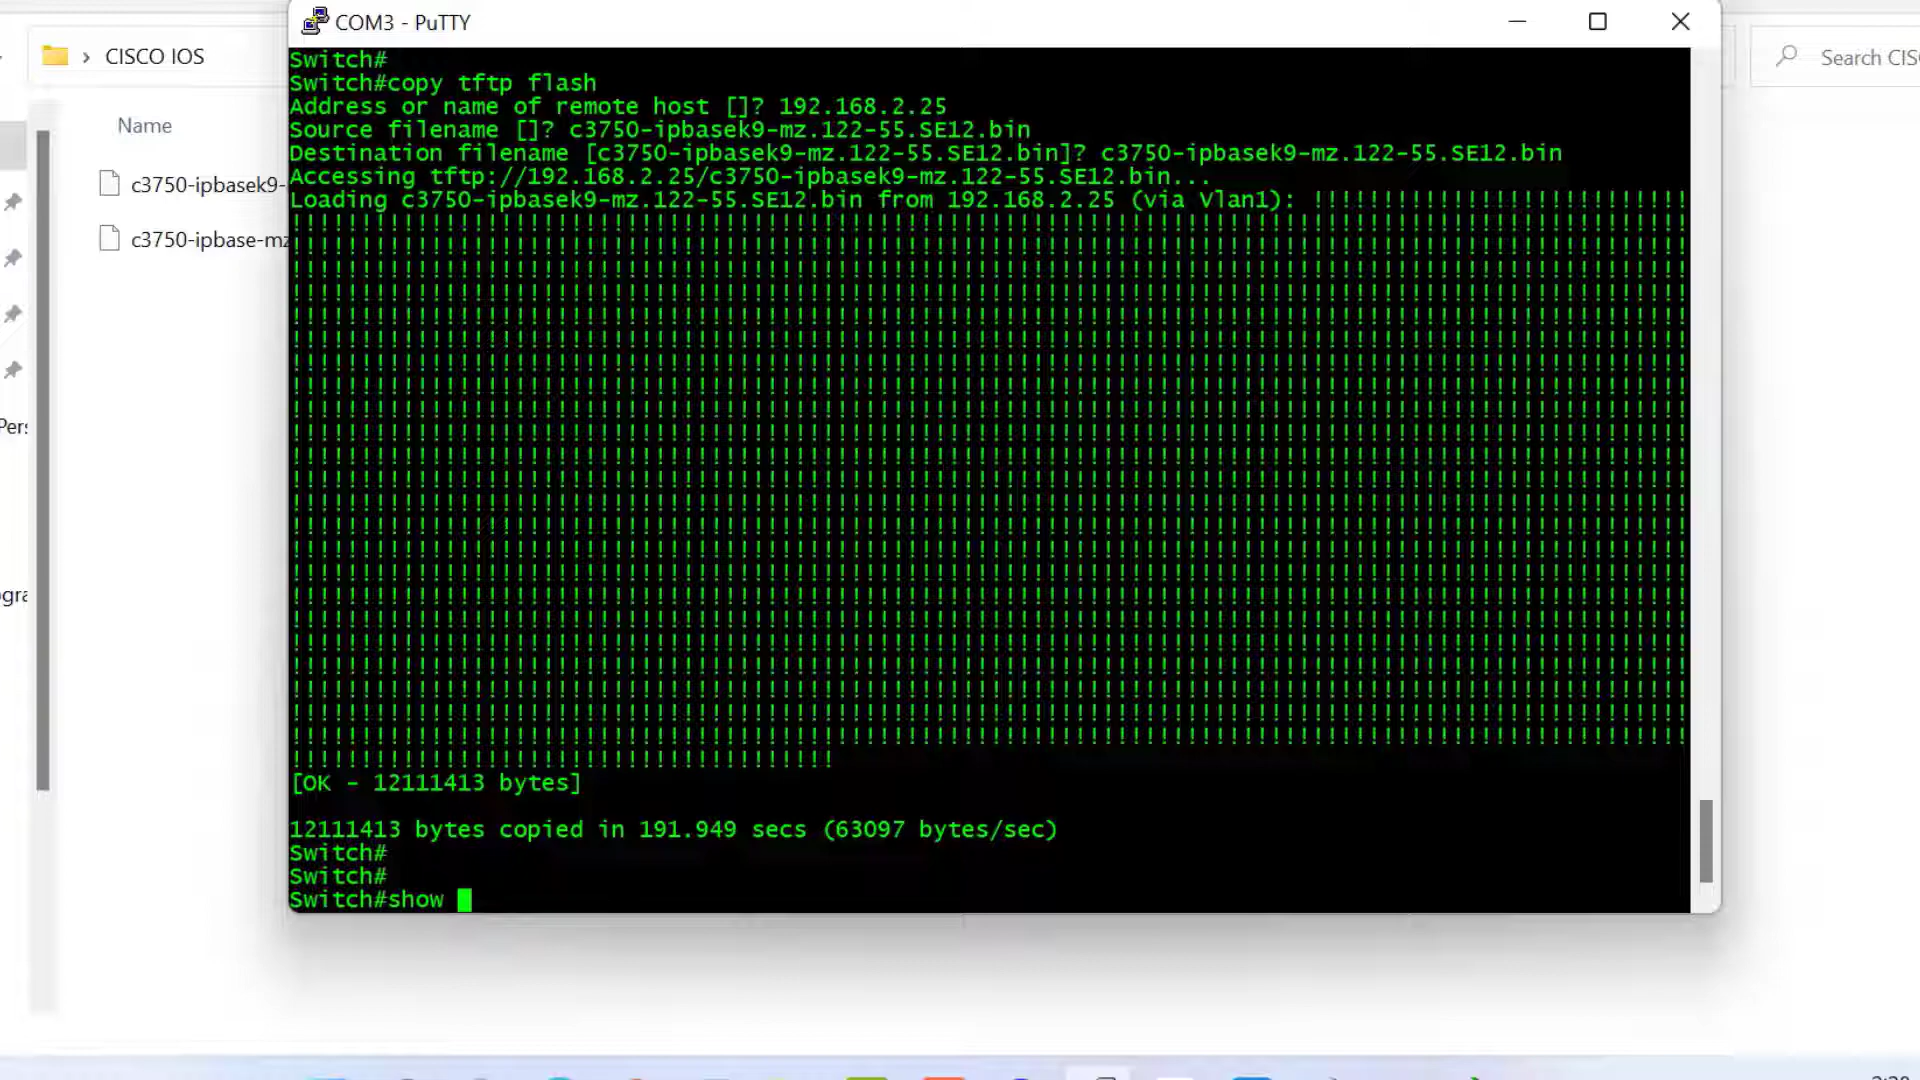 COM3 - PuTTY
CISCO IOS
Search CIS
Name
c3750-ipbasek9-
c3750-ipbase-mz
Pers
ogra
Switch#
Switch#copy tftp flash
Address or name of remote host []? 192.168.2.25
Source filename []? c3750-ipbasek9-mz.122-55.SE12.bin
Destination filename [c3750-ipbasek9-mz.122-55.SE12.bin]? c3750-ipbasek9-mz.122-55.SE12.bin
Accessing tftp://192.168.2.25/c3750-ipbasek9-mz.122-55.SE12.bin...
Loading c3750-ipbasek9-mz.122-55.SE12.bin from 192.168.2.25 (via Vlan1): !!!!!!!!!!!!!!!!!!!!!!!!!!!
[OK - 12111413 bytes]
12111413 bytes copied in 191.949 secs (63097 bytes/sec)
Switch#
Switch#
Switch#show